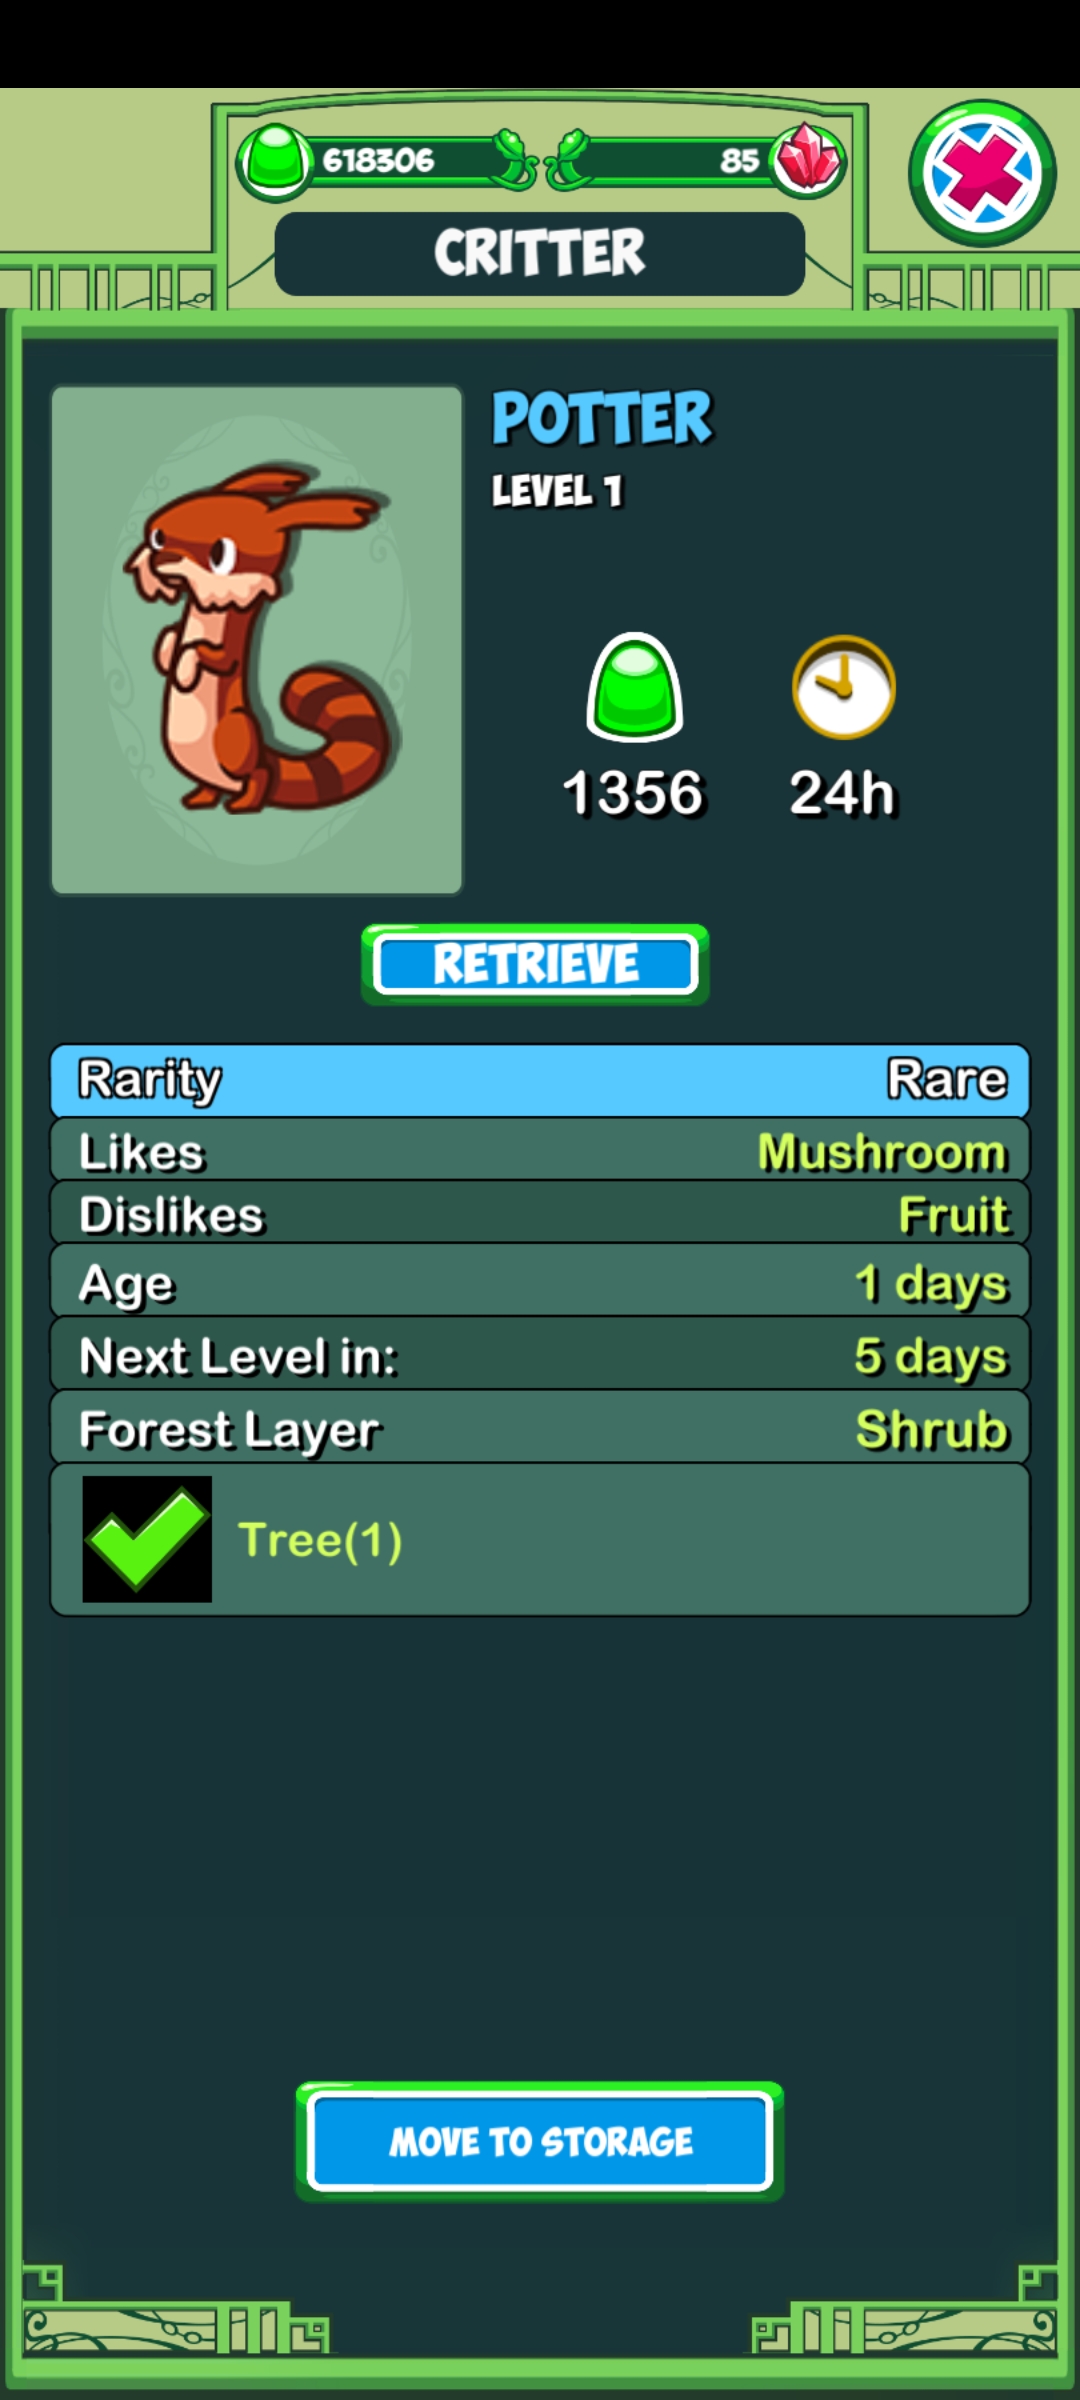 618306
85
CRITTER
POTTER
LEVEL 1
1356
24h
RETRIEVE
Rarity Rare
Likes Mushroom
Dislikes Fruit
Age 1 days
Next Level in: 5 days
Forest Layer Shrub
Tree(1)
MOVE TO STORAGE